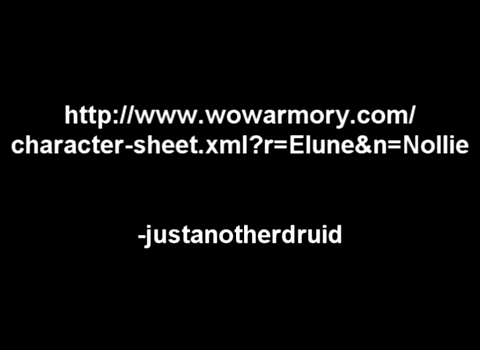 http://www.wowarmory.com/
character-sheet.xml?r=Elune&n=Nollie
-justanotherdruid